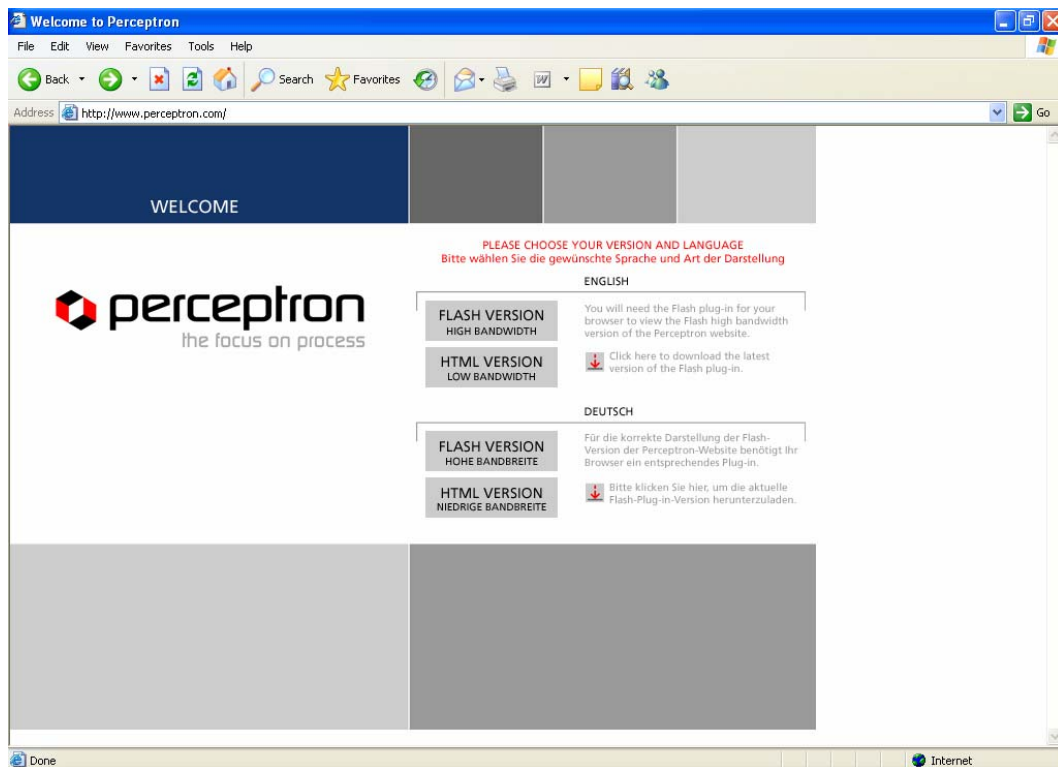 Welcome to Perceptron
File Edit View Favorites Tools Help
Back Search Favorites
Address http://www.perceptron.com/ Go
WELCOME
PLEASE CHOOSE YOUR VERSION AND LANGUAGE
Bitte wählen Sie die gewünschte Sprache und Art der Darstellung
perceptron
the focus on process
ENGLISH
FLASH VERSION
HIGH BANDWIDTH
You will need the Flash plug-in for your
browser to view the Flash high bandwidth
version of the Perceptron website.
HTML VERSION
LOW BANDWIDTH
Click here to download the latest
version of the Flash plug-in.
DEUTSCH
FLASH VERSION
HOHE BANDBREITE
Für die korrekte Darstellung der Flash-
Version der Perceptron-Website benötigt Ihr
Browser ein entsprechendes Plug-in.
HTML VERSION
NIEDRIGE BANDBREITE
Bitte klicken Sie hier, um die aktuelle
Flash-Plug-in-Version herunterzuladen.
Done Internet